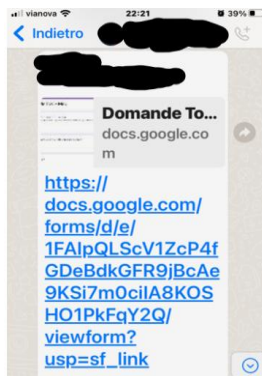 vianova 22:21 39%
Indietro
Domande To...
docs.google.co
m
https://
docs.google.com/
forms/d/e/
1FAIpQLScV1ZcP4f
GDeBdkGFR9jBcAe
9KSi7m0cilA8KOS
HO1PkFqY2Q/
viewform?
usp=sf_link